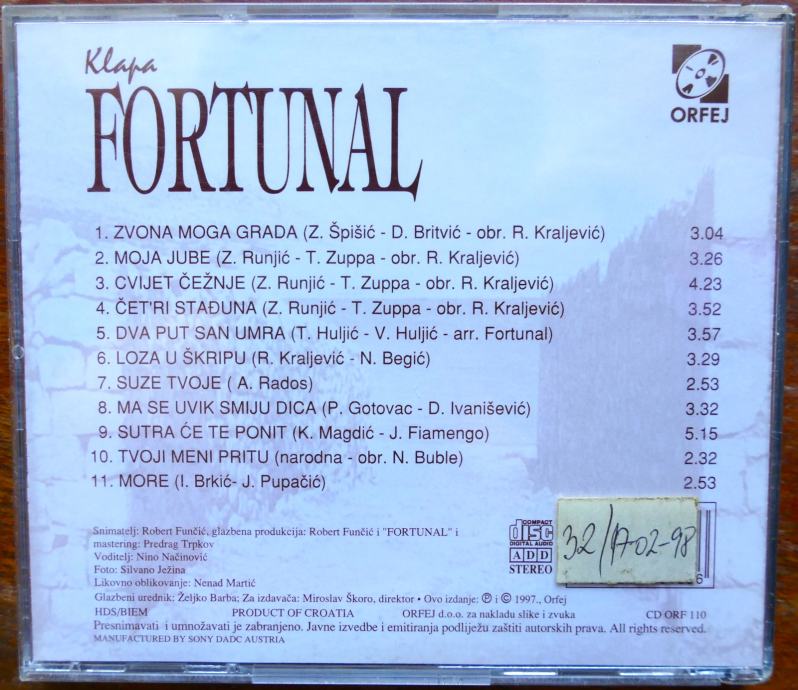 Klapa
FORTUNAL
ORFEJ
1. ZVONA MOGA GRADA (Z. Špišić - D. Britvić - obr. R. Kraljević) 3.04
2. MOJA JUBE (Z. Runjić - T. Zuppa - obr. R. Kraljević) 3.26
3. CVIJET ČEŽNJE (Z. Runjić - T. Zuppa - obr. R. Kraljević) 4.23
4. ČET'RI STAĐUNA (Z. Runjić - T. Zuppa - obr. R. Kraljević) 3.52
5. DVA PUT SAN UMRA (T. Huljić - V. Huljić - arr. Fortunal) 3.57
6. LOZA U ŠKRIPU (R. Kraljević - N. Begić) 3.29
7. SUZE TVOJE ( A. Rados) 2.53
8. MA SE UVIK SMIJU DICA (P. Gotovac - D. Ivanišević) 3.32
9. SUTRA ĆE TE PONIT (K. Magdić - J. Fiamengo) 5.15
10. TVOJI MENI PRITU (narodna - obr. N. Buble) 2.32
11. MORE (I. Brkić- J. Pupačić) 2.53
Snimatelj: Robert Funčić, glazbena produkcija: Robert Funčić i "FORTUNAL" i
mastering: Predrag Trpkov
Voditelj: Nino Načinović
Foto: Silvano Ježina
Likovno oblikovanje: Nenad Martić
COMPACT
disc
DIGITAL AUDIO
ADD
STEREO
32/1702-98
6
Glazbeni urednik: Željko Barba; Za izdavača: Miroslav Škoro, direktor • Ovo izdanje; ℗ i © 1997., Orfej
HDS/BIEM PRODUCT OF CROATIA ORFEJ d.o.o. za nakladu slike i zvuka CD ORF 110
Presnimavati i umnožavati je zabranjeno. Javne izvedbe i emitiranja podliježu zaštiti autorskih prava. All rights reserved.
MANUFACTURED BY SONY DADC AUSTRIA